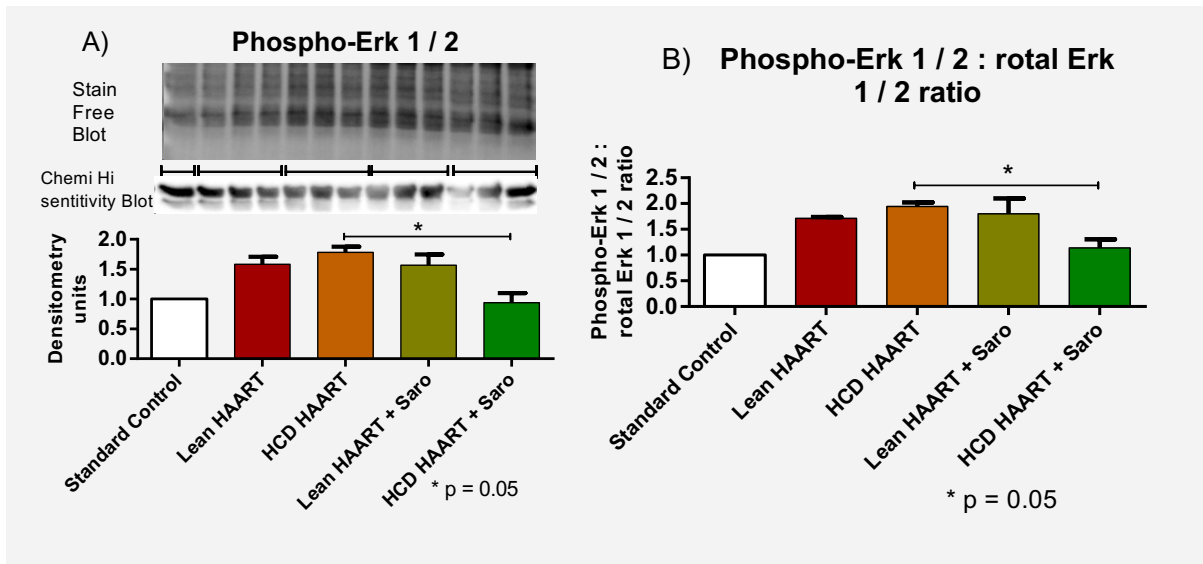 A)
Phospho-Erk 1 / 2
Stain
Free
Blot
Chemi Hi
sentitivity Blot
*
Densitometry
units
2.0
1.5
1.0
0.5
0.0
Standard Control
Lean HAART
HCD HAART
Lean HAART + Saro
HCD HAART + Saro
* p = 0.05
B)
Phospho-Erk 1 / 2 : rotal Erk
1 / 2 ratio
*
Phospho-Erk 1 / 2 :
rotal Erk 1 / 2 ratio
2.5
2.0
1.5
1.0
0.5
0.0
Standard Control
Lean HAART
HCD HAART
Lean HAART + Saro
HCD HAART + Saro
* p = 0.05